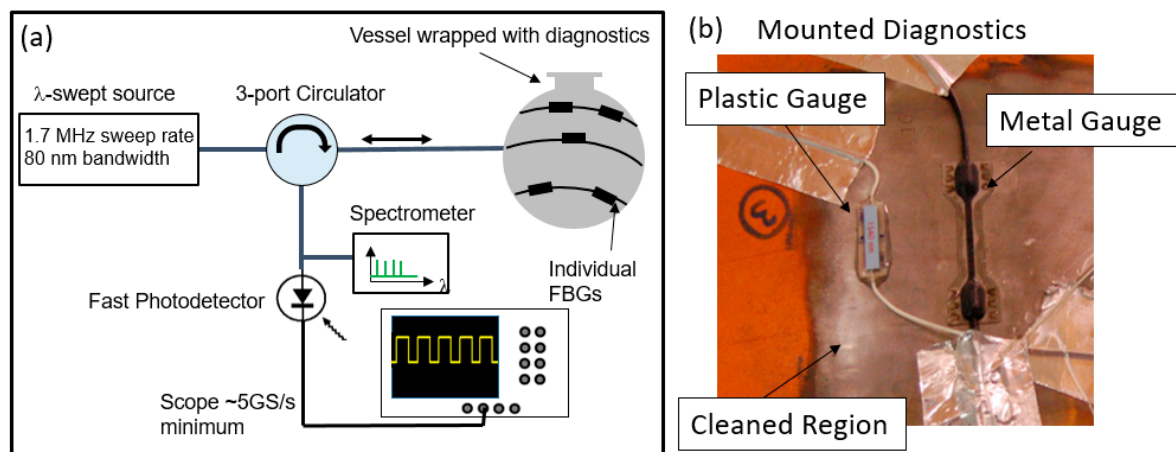 (a)
Vessel wrapped with diagnostics
λ-swept source
3-port Circulator
1.7 MHz sweep rate
80 nm bandwidth
Spectrometer
λ
Individual
FBGs
Fast Photodetector
Scope ~5GS/s
minimum
(b)
Mounted Diagnostics
Plastic Gauge
Metal Gauge
3
Cleaned Region